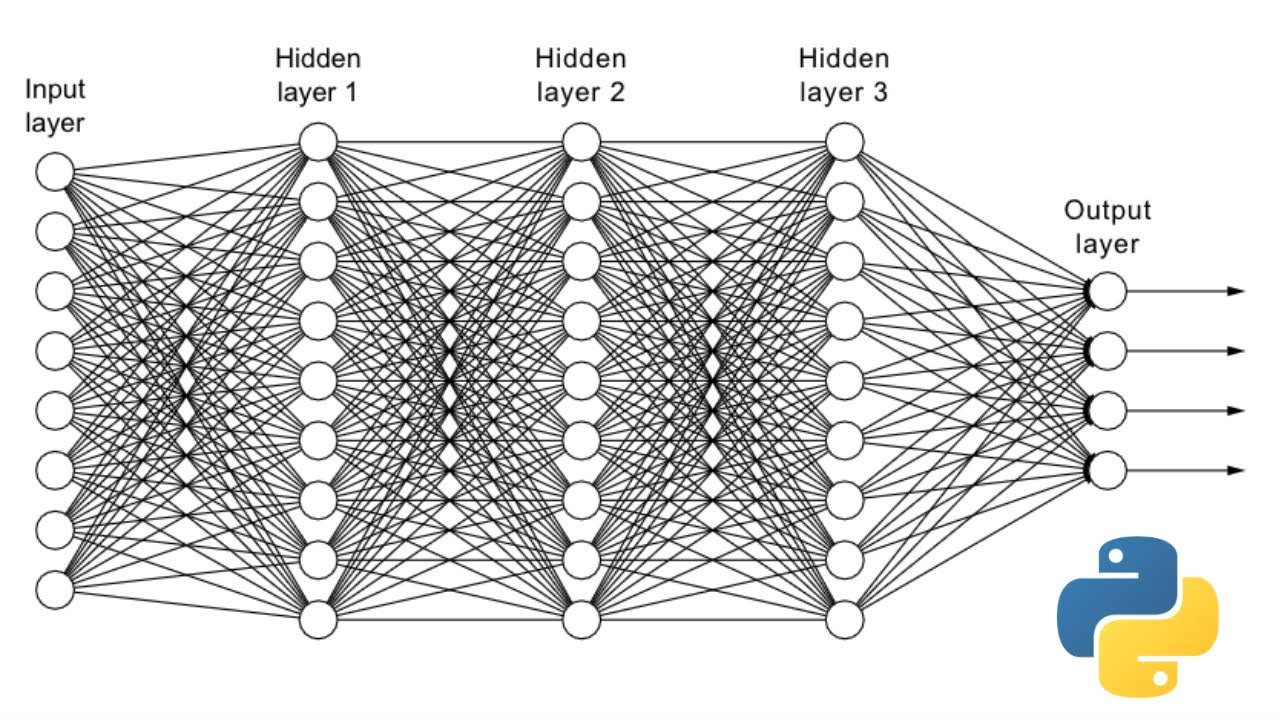 Input
layer
Hidden
layer 1
Hidden
layer 2
Hidden
layer 3
Output
layer